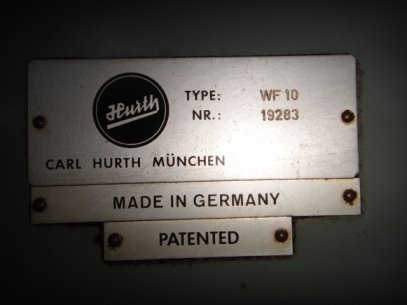 Hurth
TYPE: WF 10
NR.: 19283
CARL HURTH MÜNCHEN
MADE IN GERMANY
PATENTED